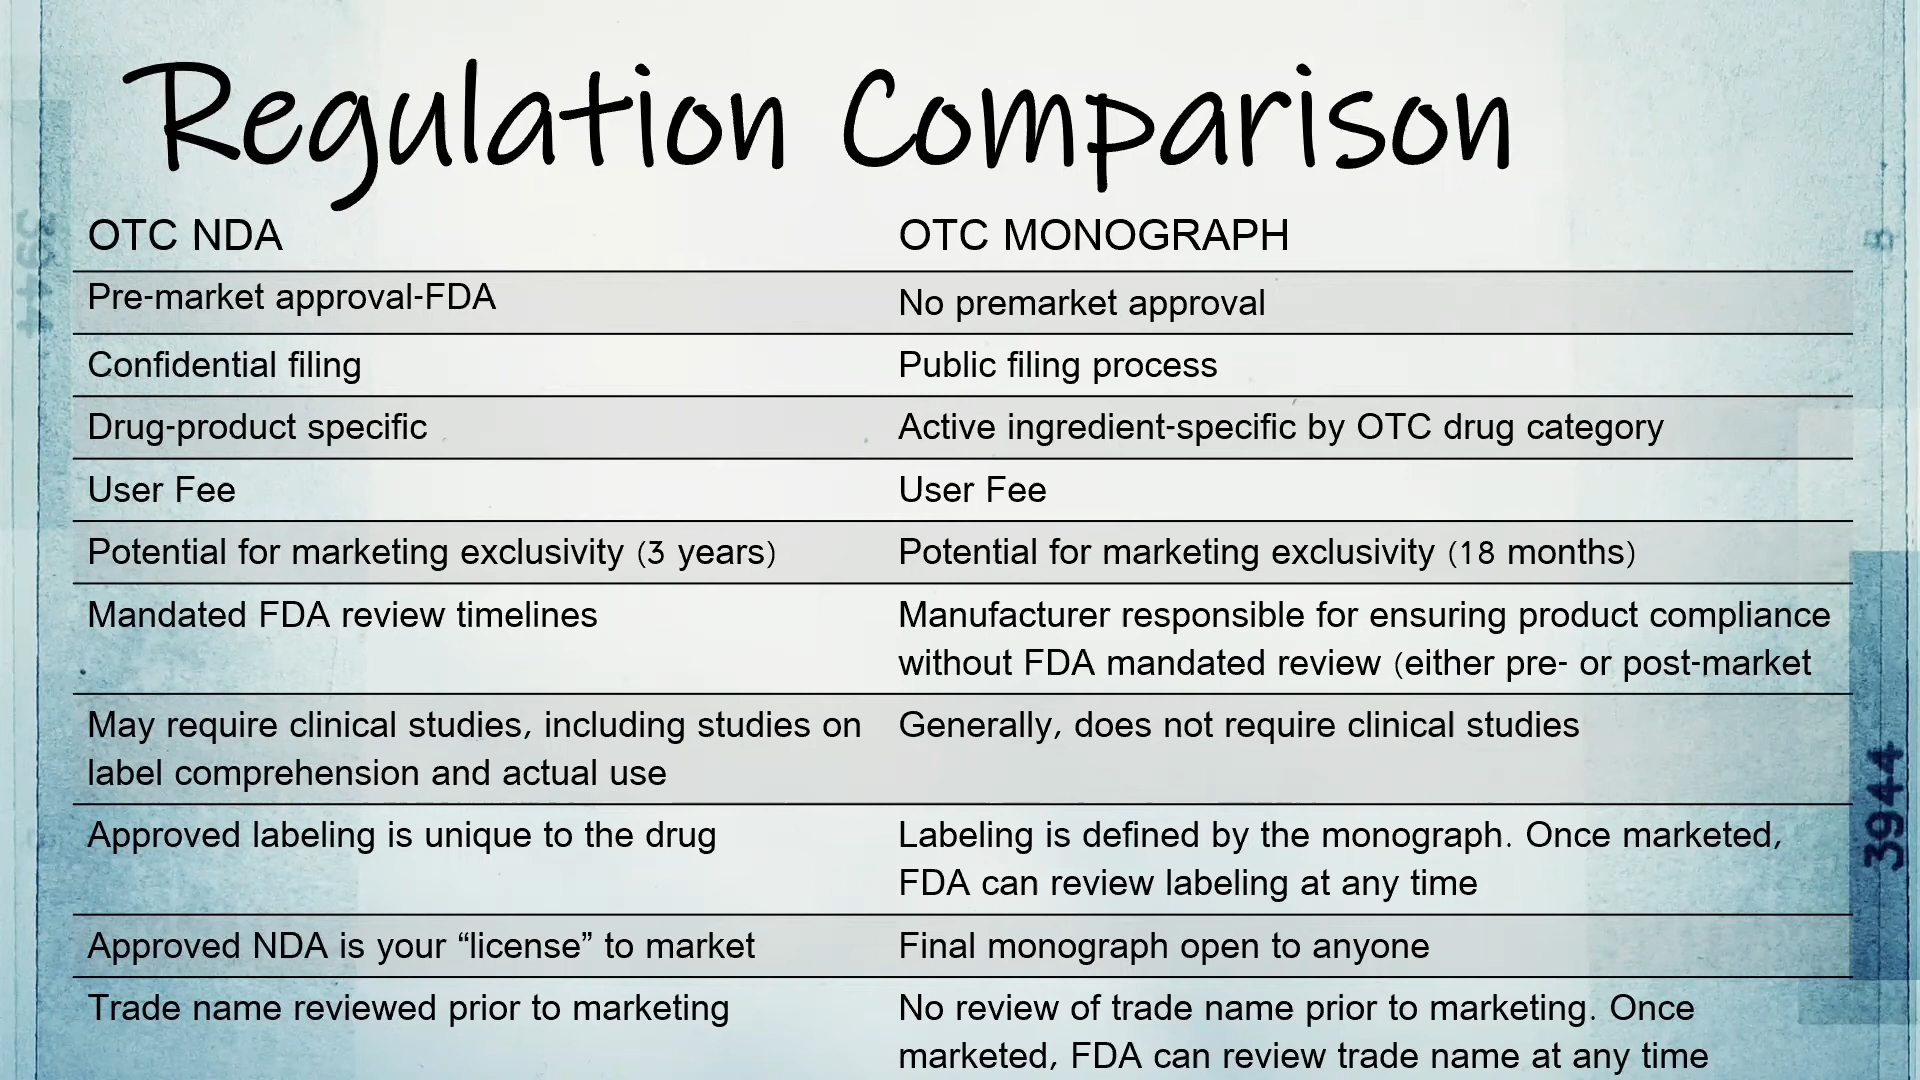 Regulation Comparison
OTC NDA
OTC MONOGRAPH
Pre-market approval-FDA
No premarket approval
Confidential filing
Public filing process
Drug-product specific
Active ingredient-specific by OTC drug category
User Fee
User Fee
Potential for marketing exclusivity (3 years)
Potential for marketing exclusivity (18 months)
Mandated FDA review timelines
Manufacturer responsible for ensuring product compliance
without FDA mandated review (either pre- or post-market
May require clinical studies, including studies on
label comprehension and actual use
Generally, does not require clinical studies
Approved labeling is unique to the drug
Labeling is defined by the monograph. Once marketed,
FDA can review labeling at any time
Approved NDA is your “license” to market
Final monograph open to anyone
Trade name reviewed prior to marketing
No review of trade name prior to marketing. Once
marketed, FDA can review trade name at any time
3944
3944